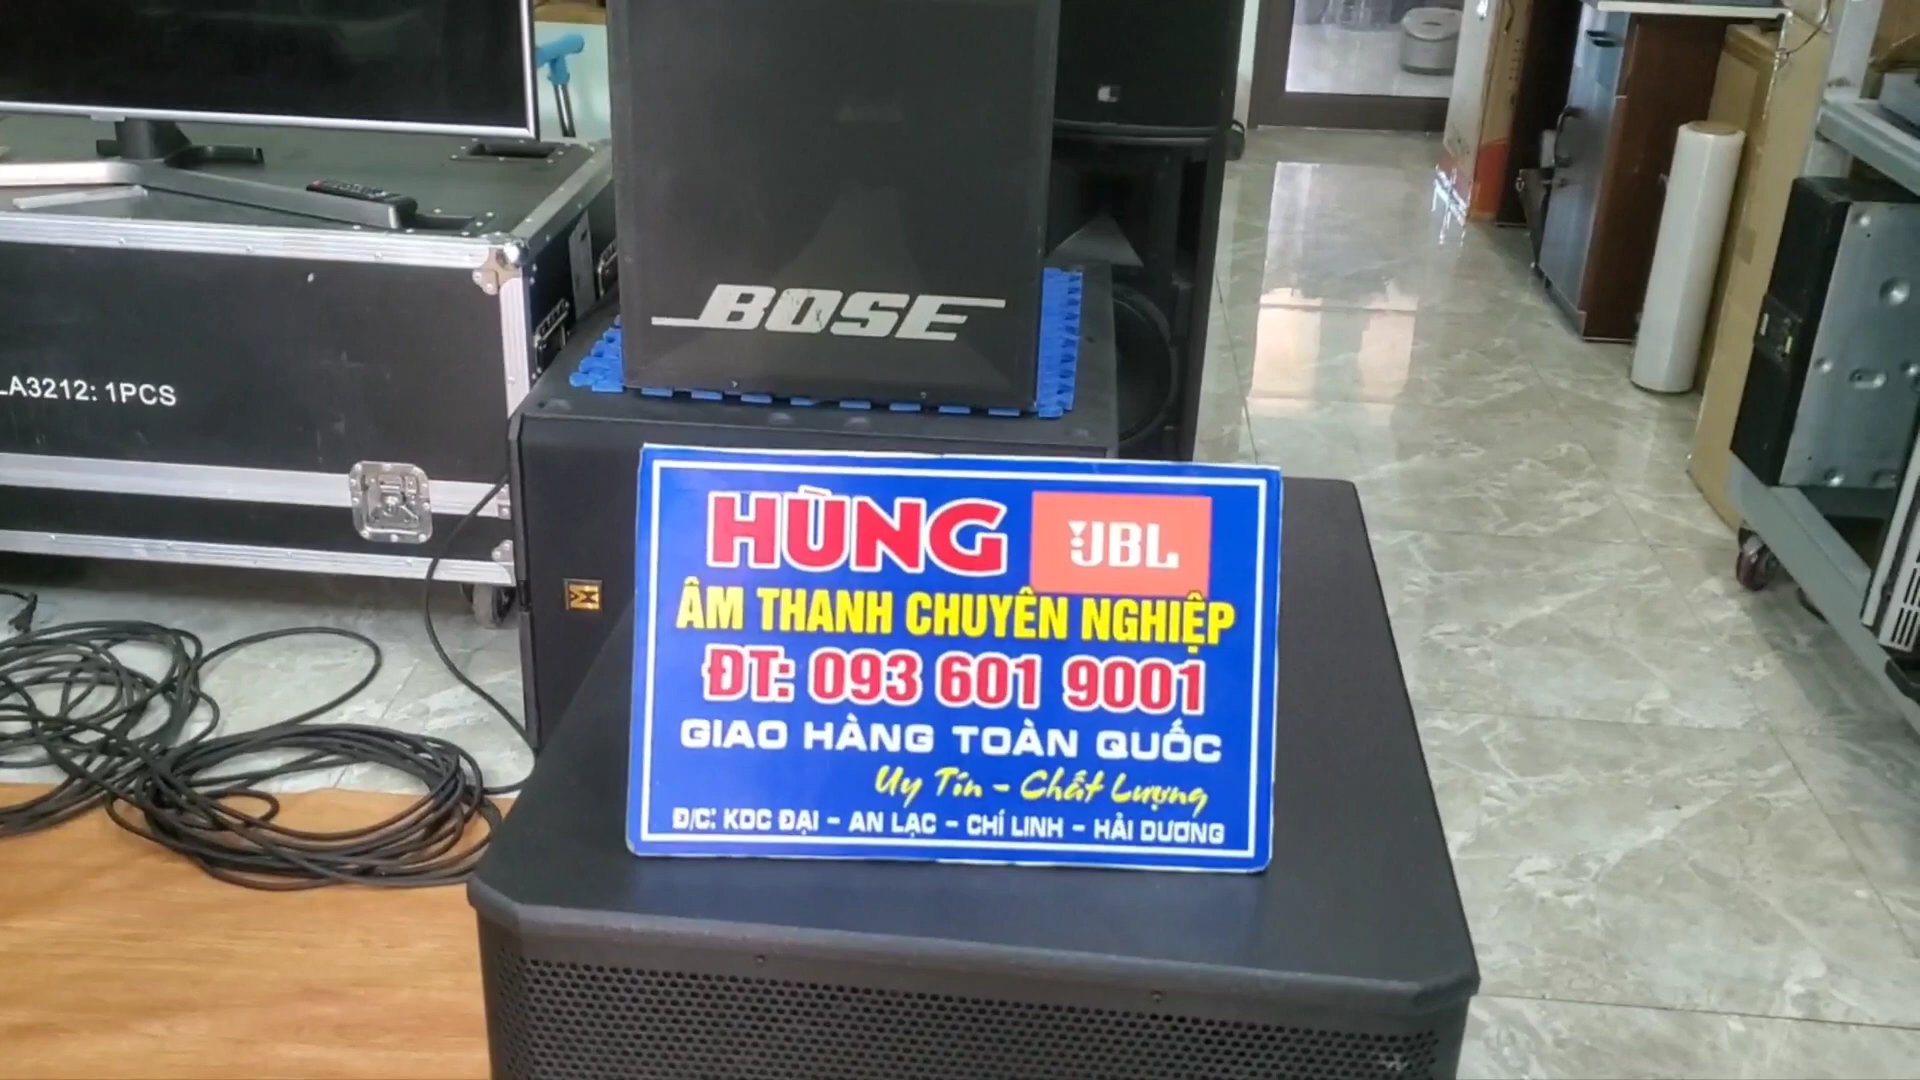 BOSE
LA3212: 1PCS
HÙNG JBL
ÂM THANH CHUYÊN NGHIỆP
ĐT: 093 601 9001
GIAO HÀNG TOÀN QUỐC
Uy Tín - Chất Lượng
Đ/C: KDC ĐẠI - AN LẠC - CHÍ LINH - HẢI DƯƠNG